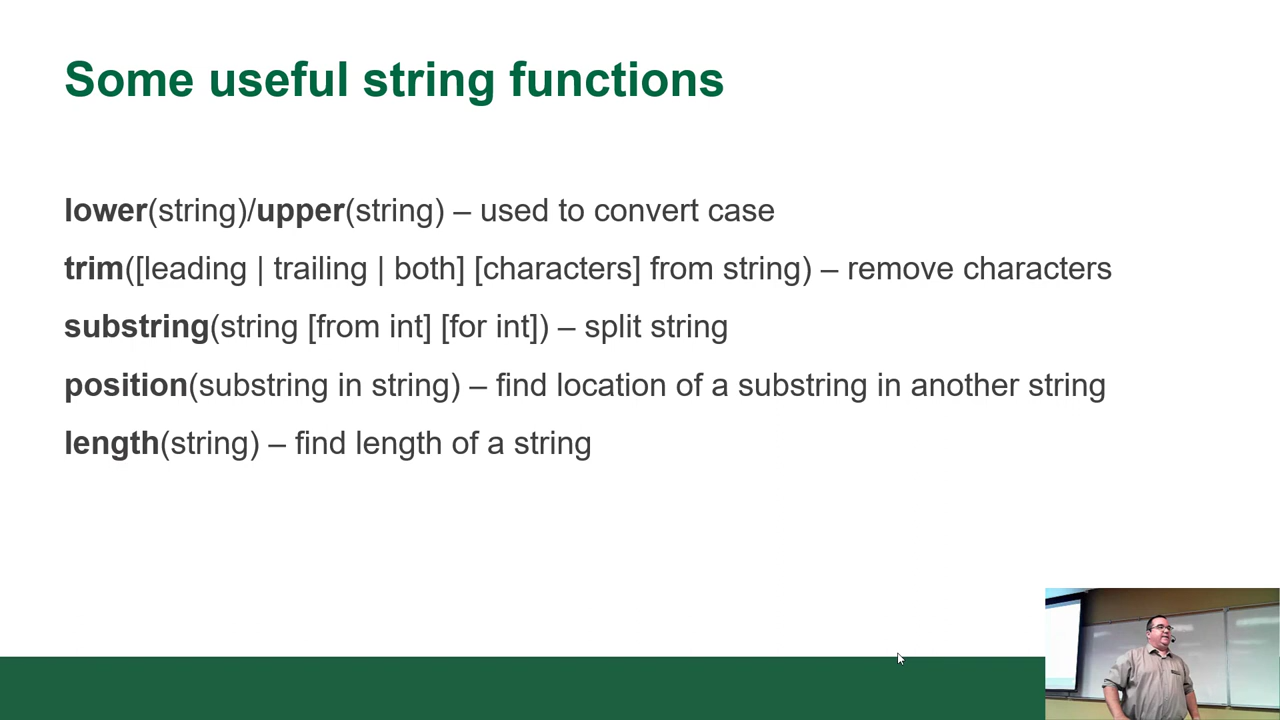 Some useful string functions
lower(string)/upper(string) – used to convert case
trim([leading | trailing | both] [characters] from string) – remove characters
substring(string [from int] [for int]) – split string
position(substring in string) – find location of a substring in another string
length(string) – find length of a string